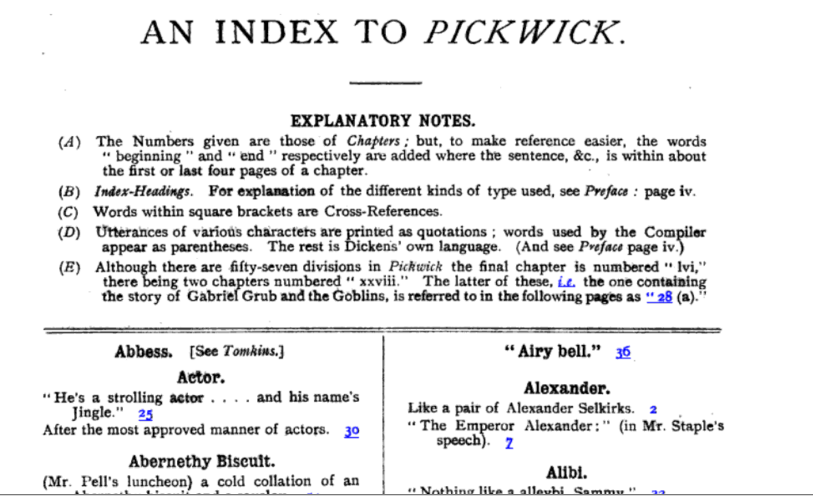 AN INDEX TO PICKWICK.
EXPLANATORY NOTES.
(A) The Numbers given are those of Chapters; but, to make reference easier, the words
“ beginning ” and “ end ” respectively are added where the sentence, &c., is within about
the first or last four pages of a chapter.
(B) Index-Headings. For explanation of the different kinds of type used, see Preface : page iv.
(C) Words within square brackets are Cross-References.
(D) Utterances of various characters are printed as quotations ; words used by the Compiler
appear as parentheses. The rest is Dickens' own language. (And see Preface page iv.)
(E) Although there are fifty-seven divisions in Pickwick the final chapter is numbered “ lvi,”
there being two chapters numbered “ xxviii.” The latter of these, i.e. the one containing
the story of Gabriel Grub and the Goblins, is referred to in the following pages as “ 28 (a).”
Abbess. [See Tomkins.]
Actor.
“ He's a strolling actor . . . . and his name's
Jingle.” 25
After the most approved manner of actors. 30
Abernethy Biscuit.
(Mr. Pell's luncheon) a cold collation of an
“ Airy bell.” 36
Alexander.
Like a pair of Alexander Selkirks. 2
“ The Emperor Alexander: ” (in Mr. Staple's
speech). 7
Alibi.
“ Nothing like a alleybi, Sammy.”